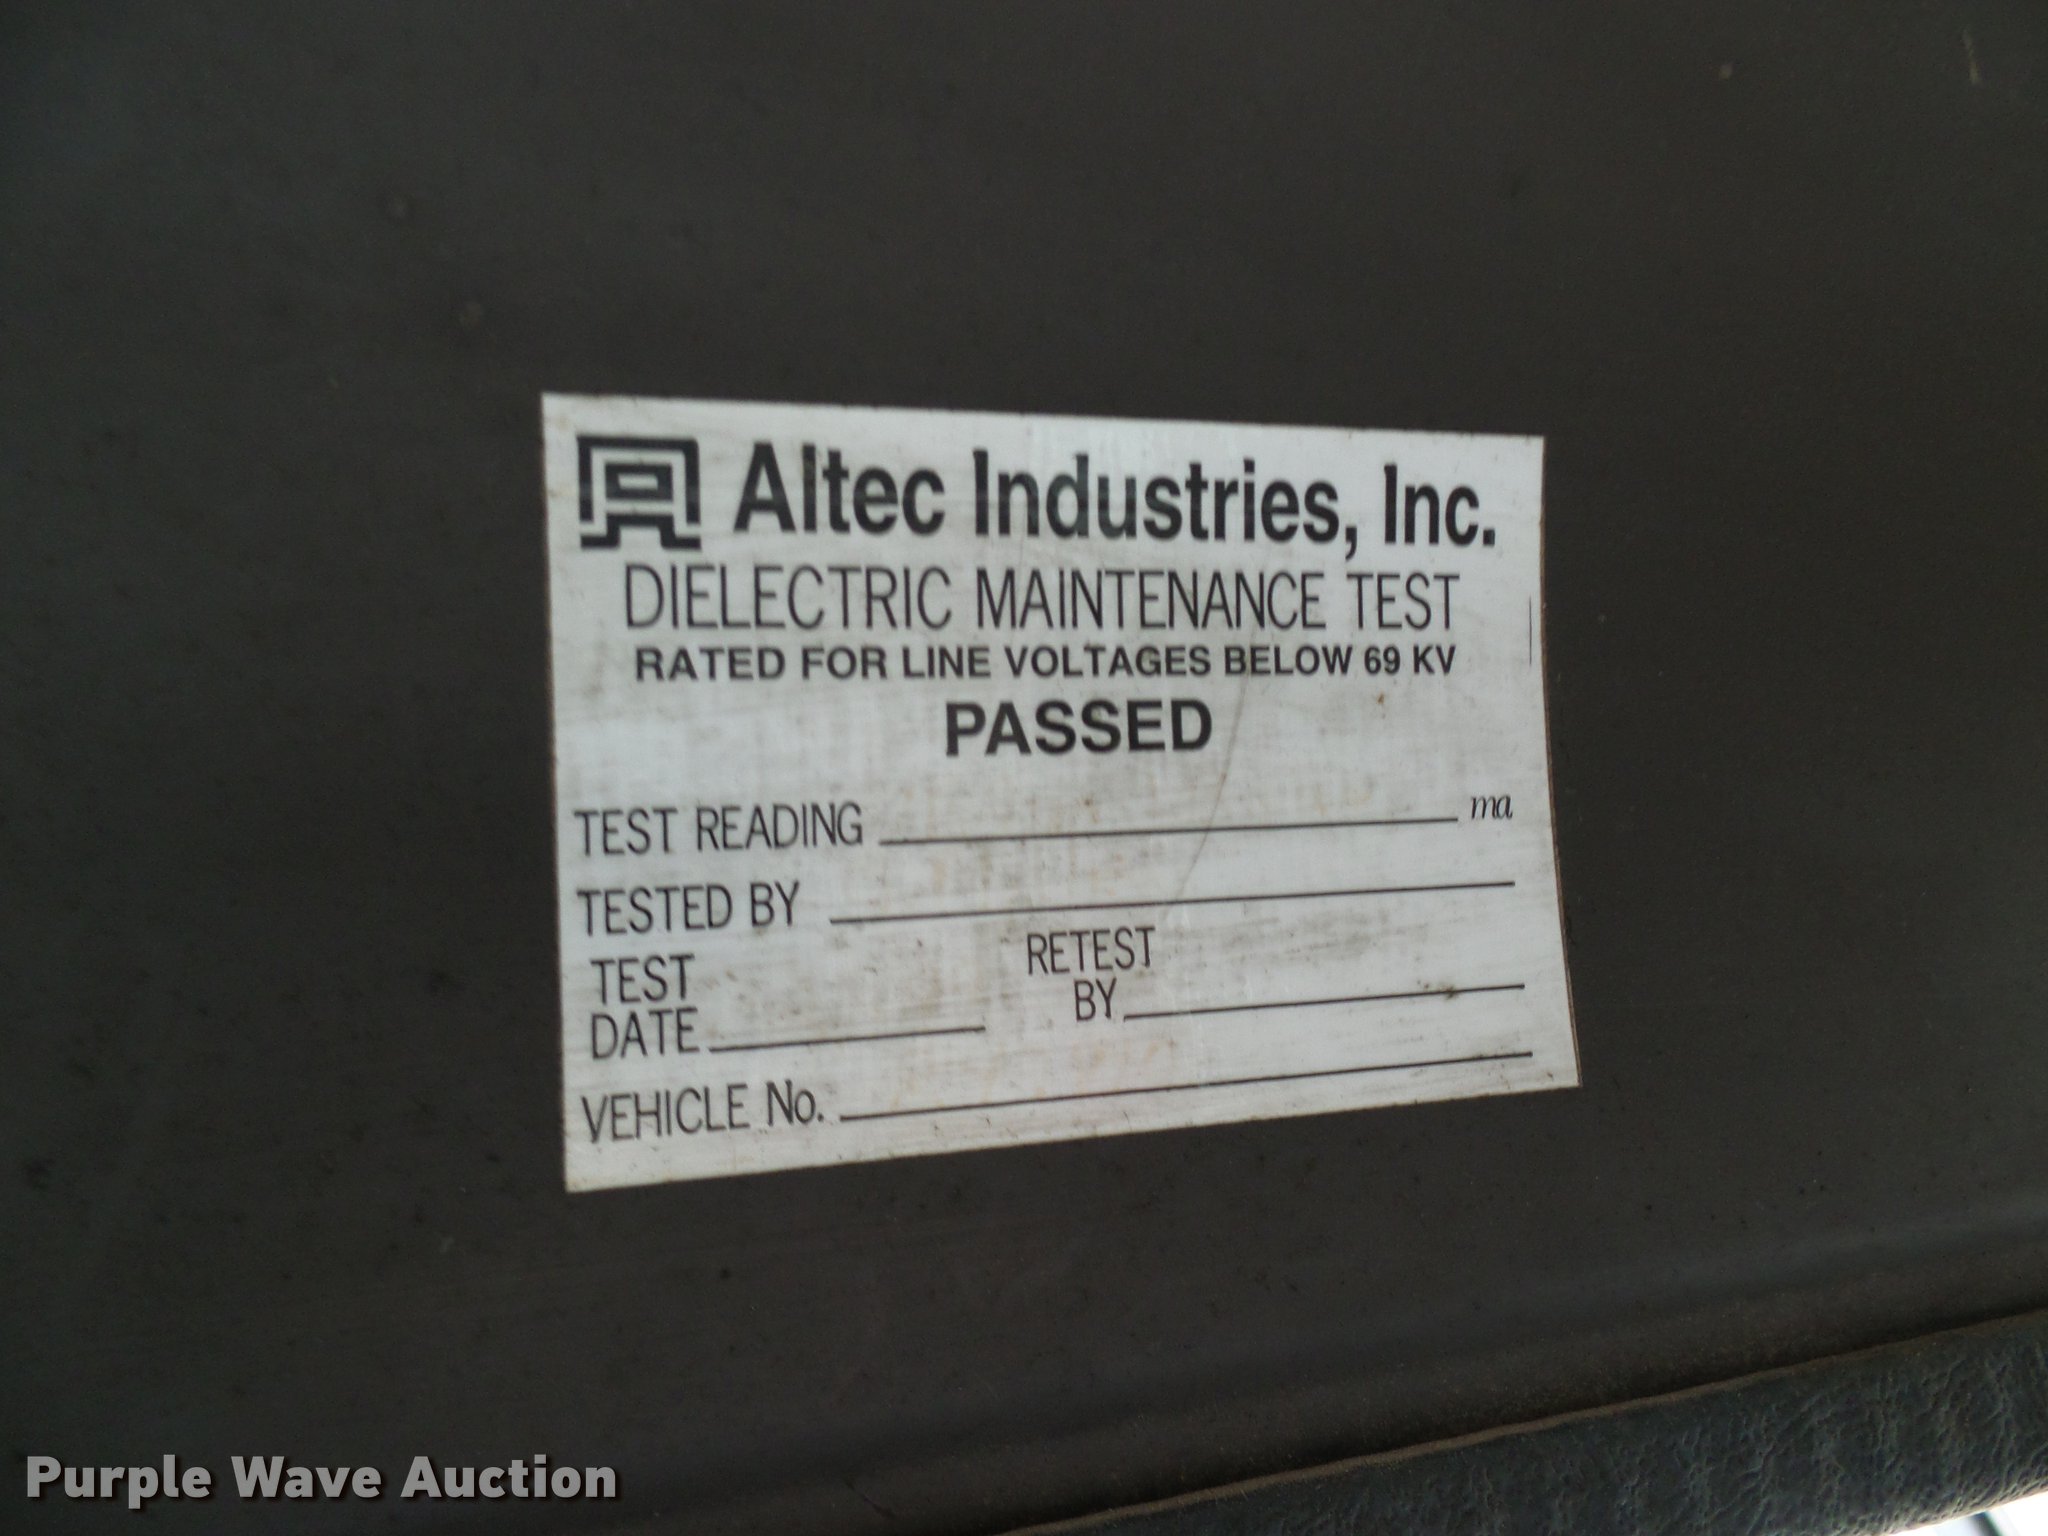 Altec Industries, Inc.
DIELECTRIC MAINTENANCE TEST
RATED FOR LINE VOLTAGES BELOW 69 KV
PASSED
TEST READING ma
TESTED BY
TEST DATE
RETEST BY
VEHICLE No.
Purple Wave Auction